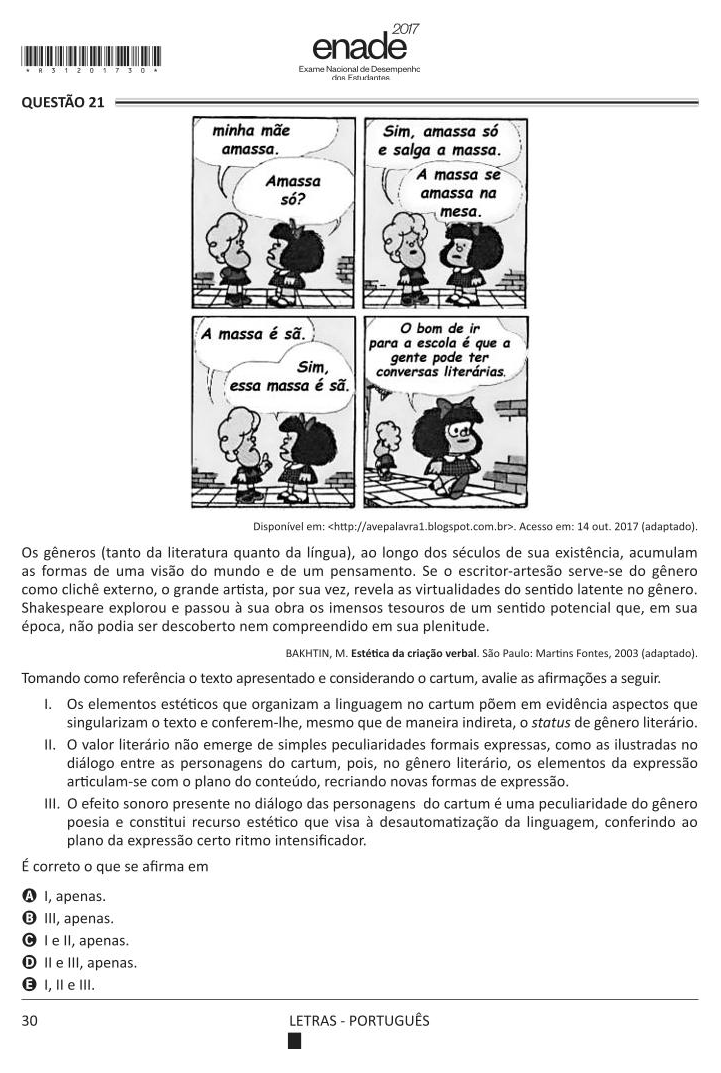 2017
enade
Exame Nacional de Desempenho
dos Estudantes
* R 3 1 2 0 1 7 3 0 *
QUESTÃO 21
minha mãe
amassa.
Amassa
só?
Sim, amassa só
e salga a massa.
A massa se
amassa na
mesa.
A massa é sã.
Sim,
essa massa é sã.
O bom de ir
para a escola é que a
gente pode ter
conversas literárias.
Disponível em: <http://avepalavra1.blogspot.com.br>. Acesso em: 14 out. 2017 (adaptado).
Os gêneros (tanto da literatura quanto da língua), ao longo dos séculos de sua existência, acumulam
as formas de uma visão do mundo e de um pensamento. Se o escritor-artesão serve-se do gênero
como clichê externo, o grande artista, por sua vez, revela as virtualidades do sentido latente no gênero.
Shakespeare explorou e passou à sua obra os imensos tesouros de um sentido potencial que, em sua
época, não podia ser descoberto nem compreendido em sua plenitude.
BAKHTIN, M. Estética da criação verbal. São Paulo: Martins Fontes, 2003 (adaptado).
Tomando como referência o texto apresentado e considerando o cartum, avalie as afirmações a seguir.
I. Os elementos estéticos que organizam a linguagem no cartum põem em evidência aspectos que
singularizam o texto e conferem-lhe, mesmo que de maneira indireta, o status de gênero literário.
II. O valor literário não emerge de simples peculiaridades formais expressas, como as ilustradas no
diálogo entre as personagens do cartum, pois, no gênero literário, os elementos da expressão
articulam-se com o plano do conteúdo, recriando novas formas de expressão.
III. O efeito sonoro presente no diálogo das personagens do cartum é uma peculiaridade do gênero
poesia e constitui recurso estético que visa à desautomatização da linguagem, conferindo ao
plano da expressão certo ritmo intensificador.
É correto o que se afirma em
A I, apenas.
B III, apenas.
C I e II, apenas.
D II e III, apenas.
E I, II e III.
30
LETRAS - PORTUGUÊS